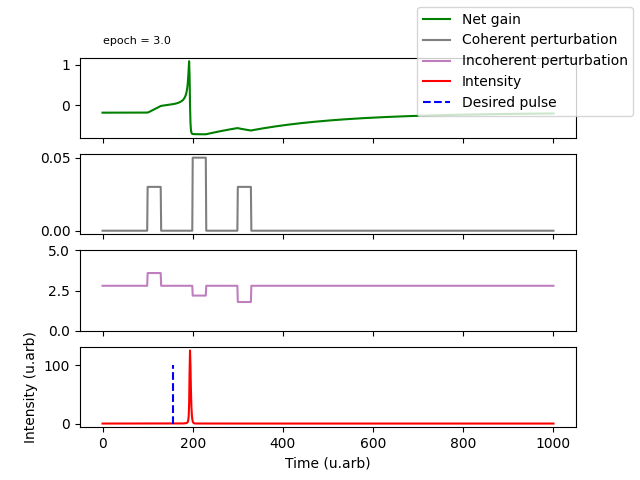 epoch = 3.0
Net gain
Coherent perturbation
Incoherent perturbation
Intensity
Desired pulse
1
0
0.05
0.00
5.0
2.5
0.0
100
0
Intensity (u.arb)
0 200 400 600 800 1000
Time (u.arb)